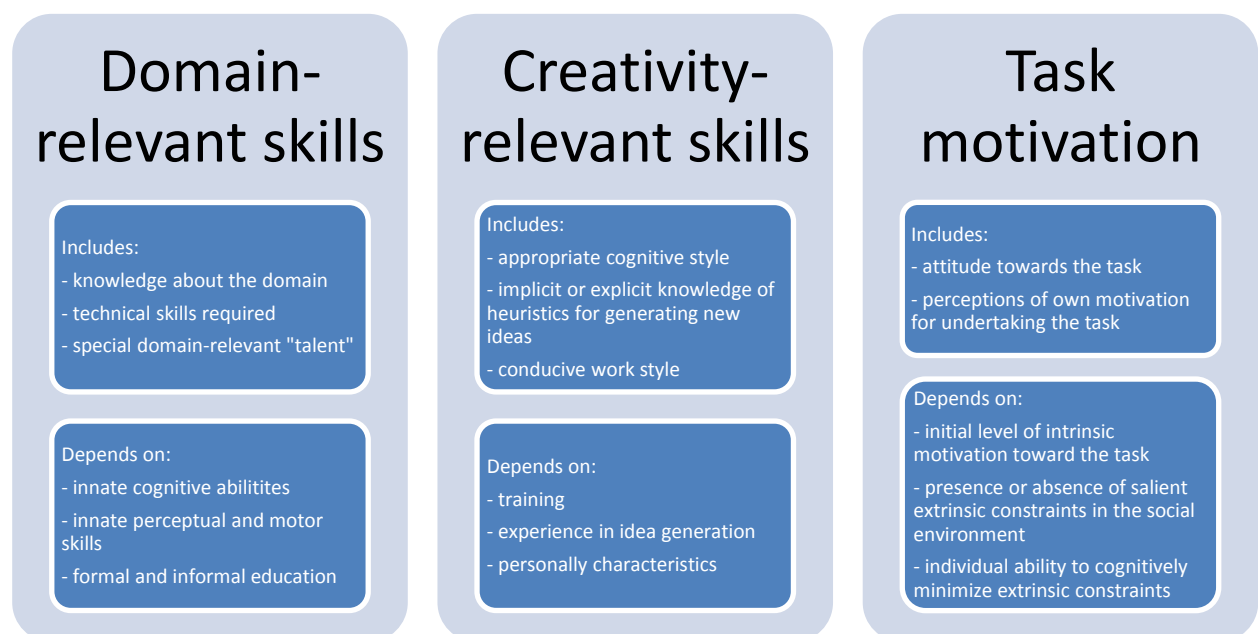 Domain-
relevant skills
Includes:
- knowledge about the domain
- technical skills required
- special domain-relevant "talent"
Depends on:
- innate cognitive abilitites
- innate perceptual and motor
skills
- formal and informal education
Creativity-
relevant skills
Includes:
- appropriate cognitive style
- implicit or explicit knowledge of
heuristics for generating new
ideas
- conducive work style
Depends on:
- training
- experience in idea generation
- personally characteristics
Task
motivation
Includes:
- attitude towards the task
- perceptions of own motivation
for undertaking the task
Depends on:
- initial level of intrinsic
motivation toward the task
- presence or absence of salient
extrinsic constraints in the social
environment
- individual ability to cognitively
minimize extrinsic constraints